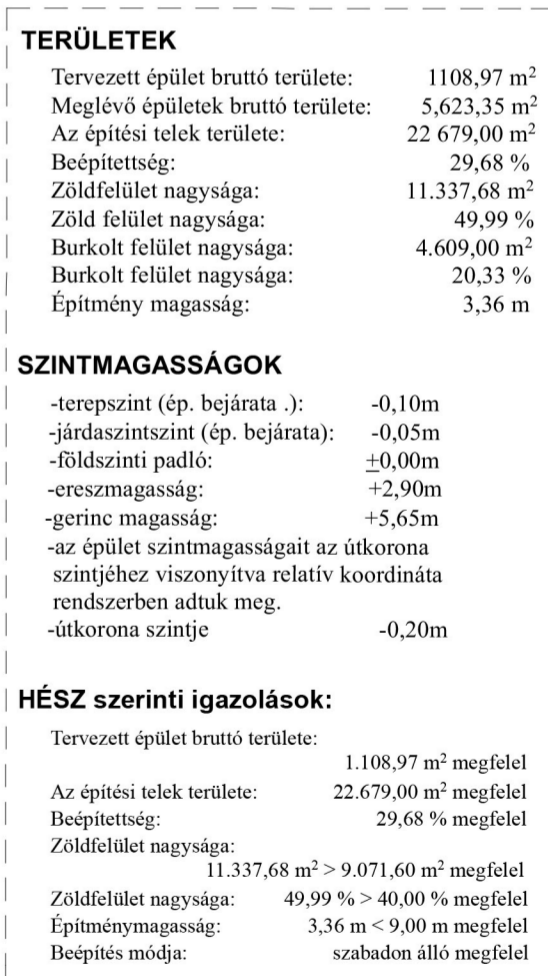 TERÜLETEK
Tervezett épület bruttó területe: 1108,97 m²
Meglévő épületek bruttó területe: 5,623,35 m²
Az építési telek területe: 22 679,00 m²
Beépítettség: 29,68 %
Zöldfelület nagysága: 11.337,68 m²
Zöld felület nagysága: 49,99 %
Burkolt felület nagysága: 4.609,00 m²
Burkolt felület nagysága: 20,33 %
Építmény magasság: 3,36 m
SZINTMAGASSÁGOK
-terepszint (ép. bejárata .): -0,10m
-járdaszintszint (ép. bejárata): -0,05m
-földszinti padló: ±0,00m
-ereszmagasság: +2,90m
-gerinc magasság: +5,65m
-az épület szintmagasságait az útkorona
szintjéhez viszonyítva relatív koordináta
rendszerben adtuk meg.
-útkorona szintje -0,20m
HÉSZ szerinti igazolások:
Tervezett épület bruttó területe:
1.108,97 m² megfelel
Az építési telek területe: 22.679,00 m² megfelel
Beépítettség: 29,68 % megfelel
Zöldfelület nagysága:
11.337,68 m² > 9.071,60 m² megfelel
Zöldfelület nagysága: 49,99 % > 40,00 % megfelel
Építménymagasság: 3,36 m < 9,00 m megfelel
Beépítés módja: szabadon álló megfelel